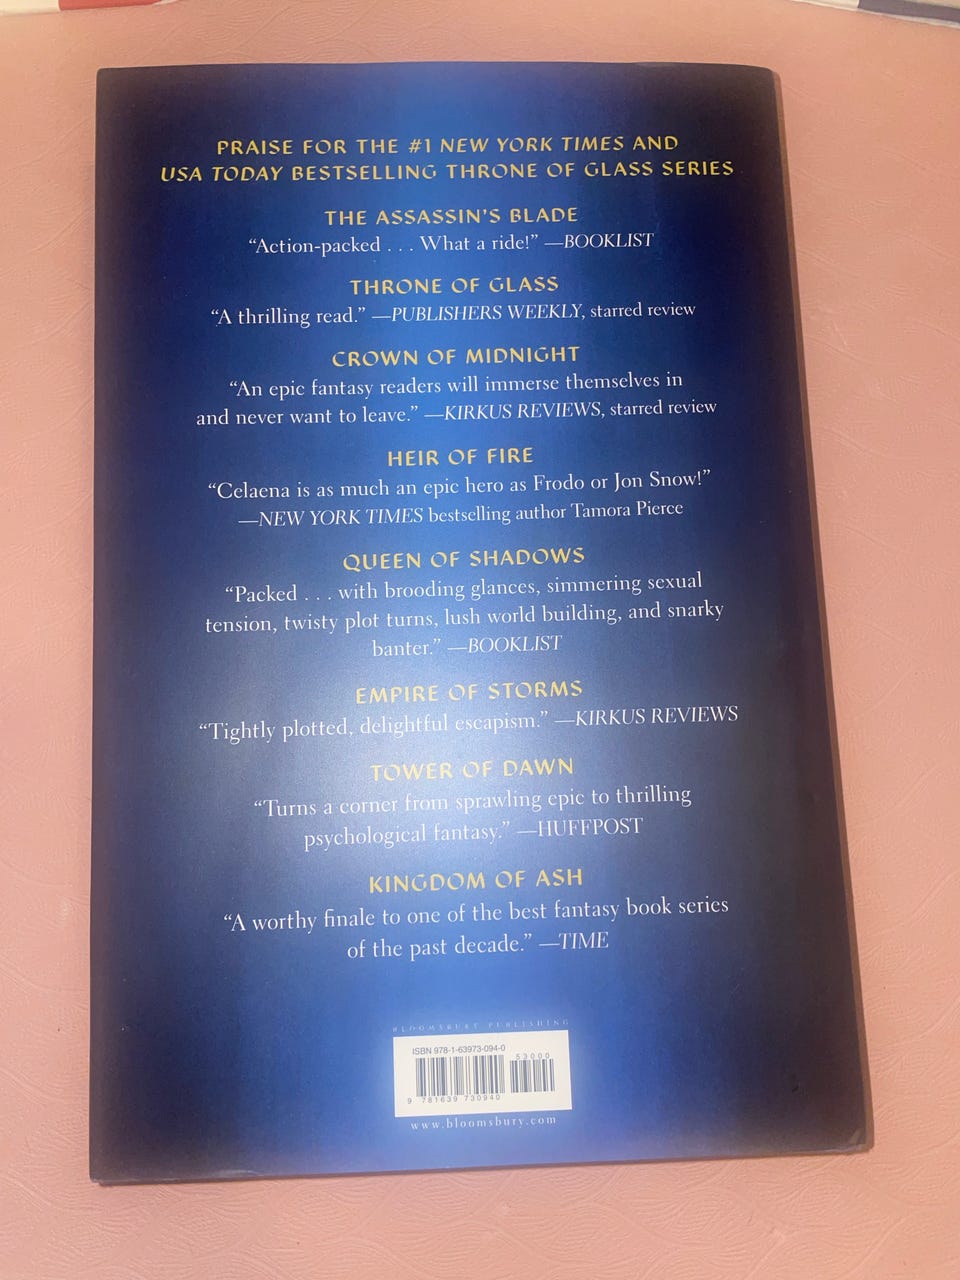 PRAISE FOR THE #1 NEW YORK TIMES AND
USA TODAY BESTSELLING THRONE OF GLASS SERIES
THE ASSASSIN'S BLADE
“Action-packed . . . What a ride!” —BOOKLIST
THRONE OF GLASS
“A thrilling read.” —PUBLISHERS WEEKLY, starred review
CROWN OF MIDNIGHT
“An epic fantasy readers will immerse themselves in
and never want to leave.” —KIRKUS REVIEWS, starred review
HEIR OF FIRE
“Celaena is as much an epic hero as Frodo or Jon Snow!”
—NEW YORK TIMES bestselling author Tamora Pierce
QUEEN OF SHADOWS
“Packed . . . with brooding glances, simmering sexual
tension, twisty plot turns, lush world building, and snarky
banter.” —BOOKLIST
EMPIRE OF STORMS
“Tightly plotted, delightful escapism.” —KIRKUS REVIEWS
TOWER OF DAWN
“Turns a corner from sprawling epic to thrilling
psychological fantasy.” —HUFFPOST
KINGDOM OF ASH
“A worthy finale to one of the best fantasy book series
of the past decade.” —TIME
BLOOMSBURY PUBLISHING
ISBN 978-1-63973-094-0
53000
9 781639 730940
www.bloomsbury.com